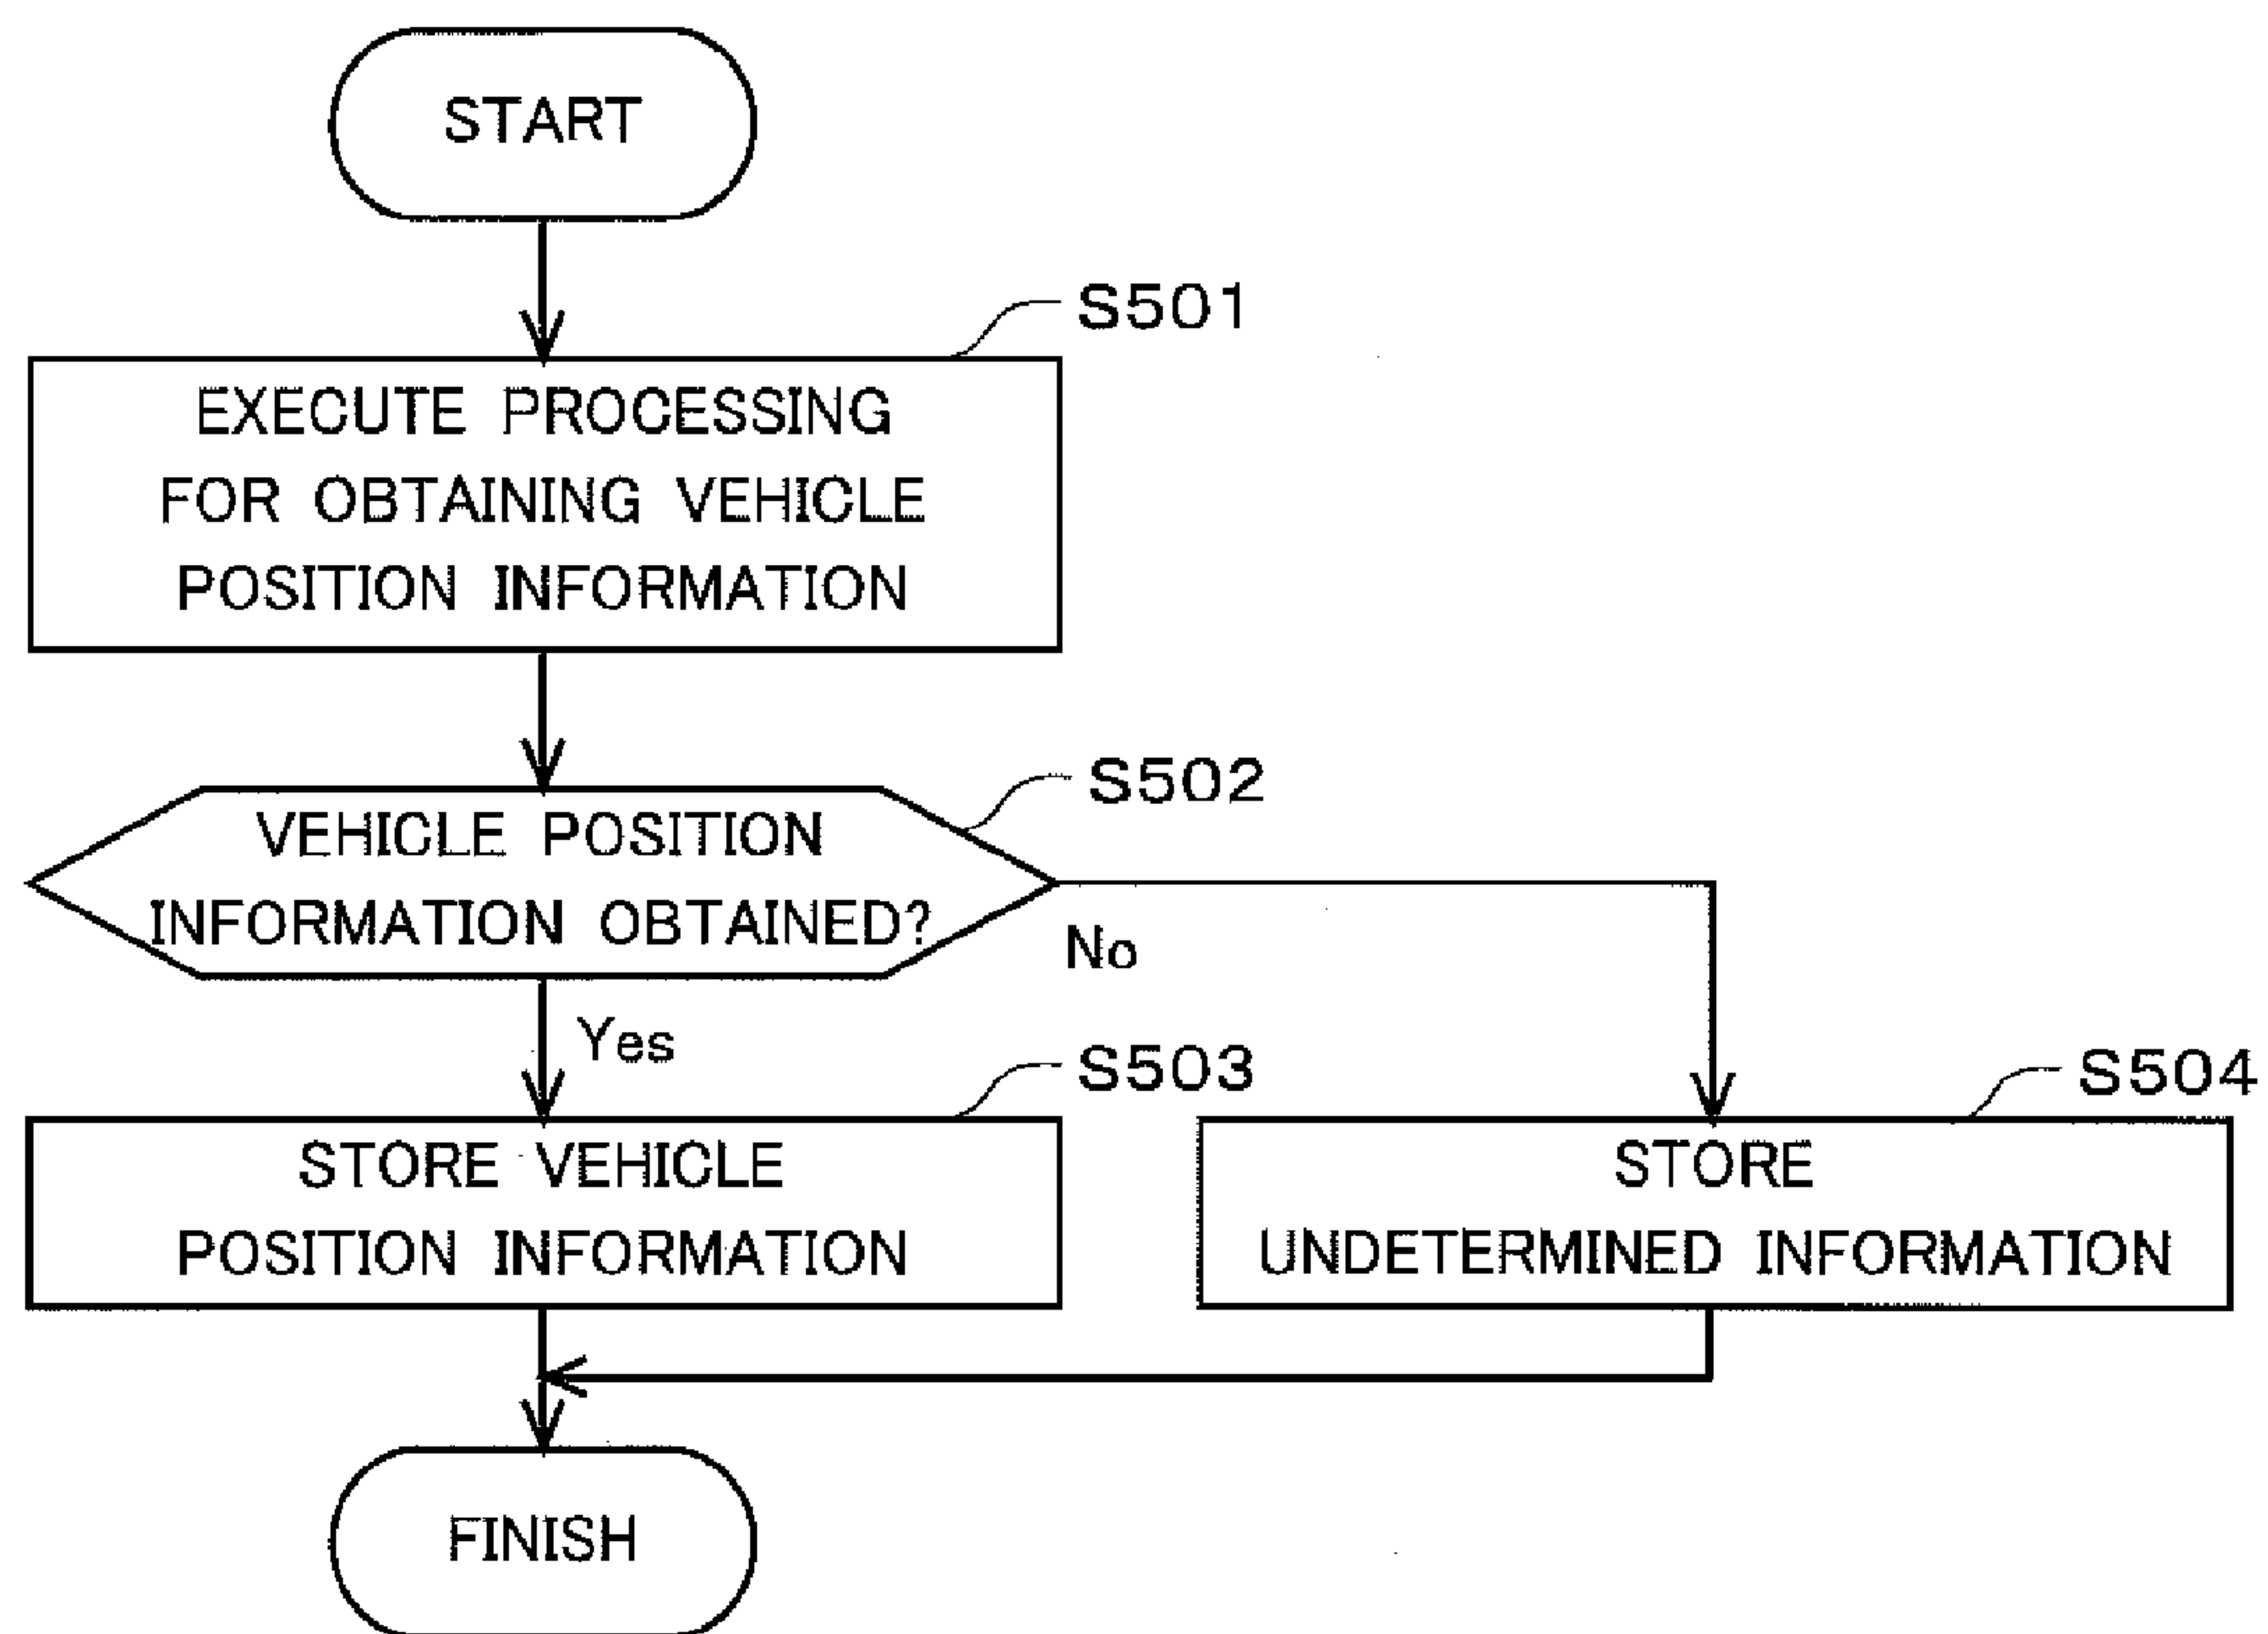 START
S501
EXECUTE PROCESSING
FOR OBTAINING VEHICLE
POSITION INFORMATION
S502
VEHICLE POSITION
INFORMATION OBTAINED?
No
Yes
S503
STORE VEHICLE
POSITION INFORMATION
S504
STORE
UNDETERMINED INFORMATION
FINISH